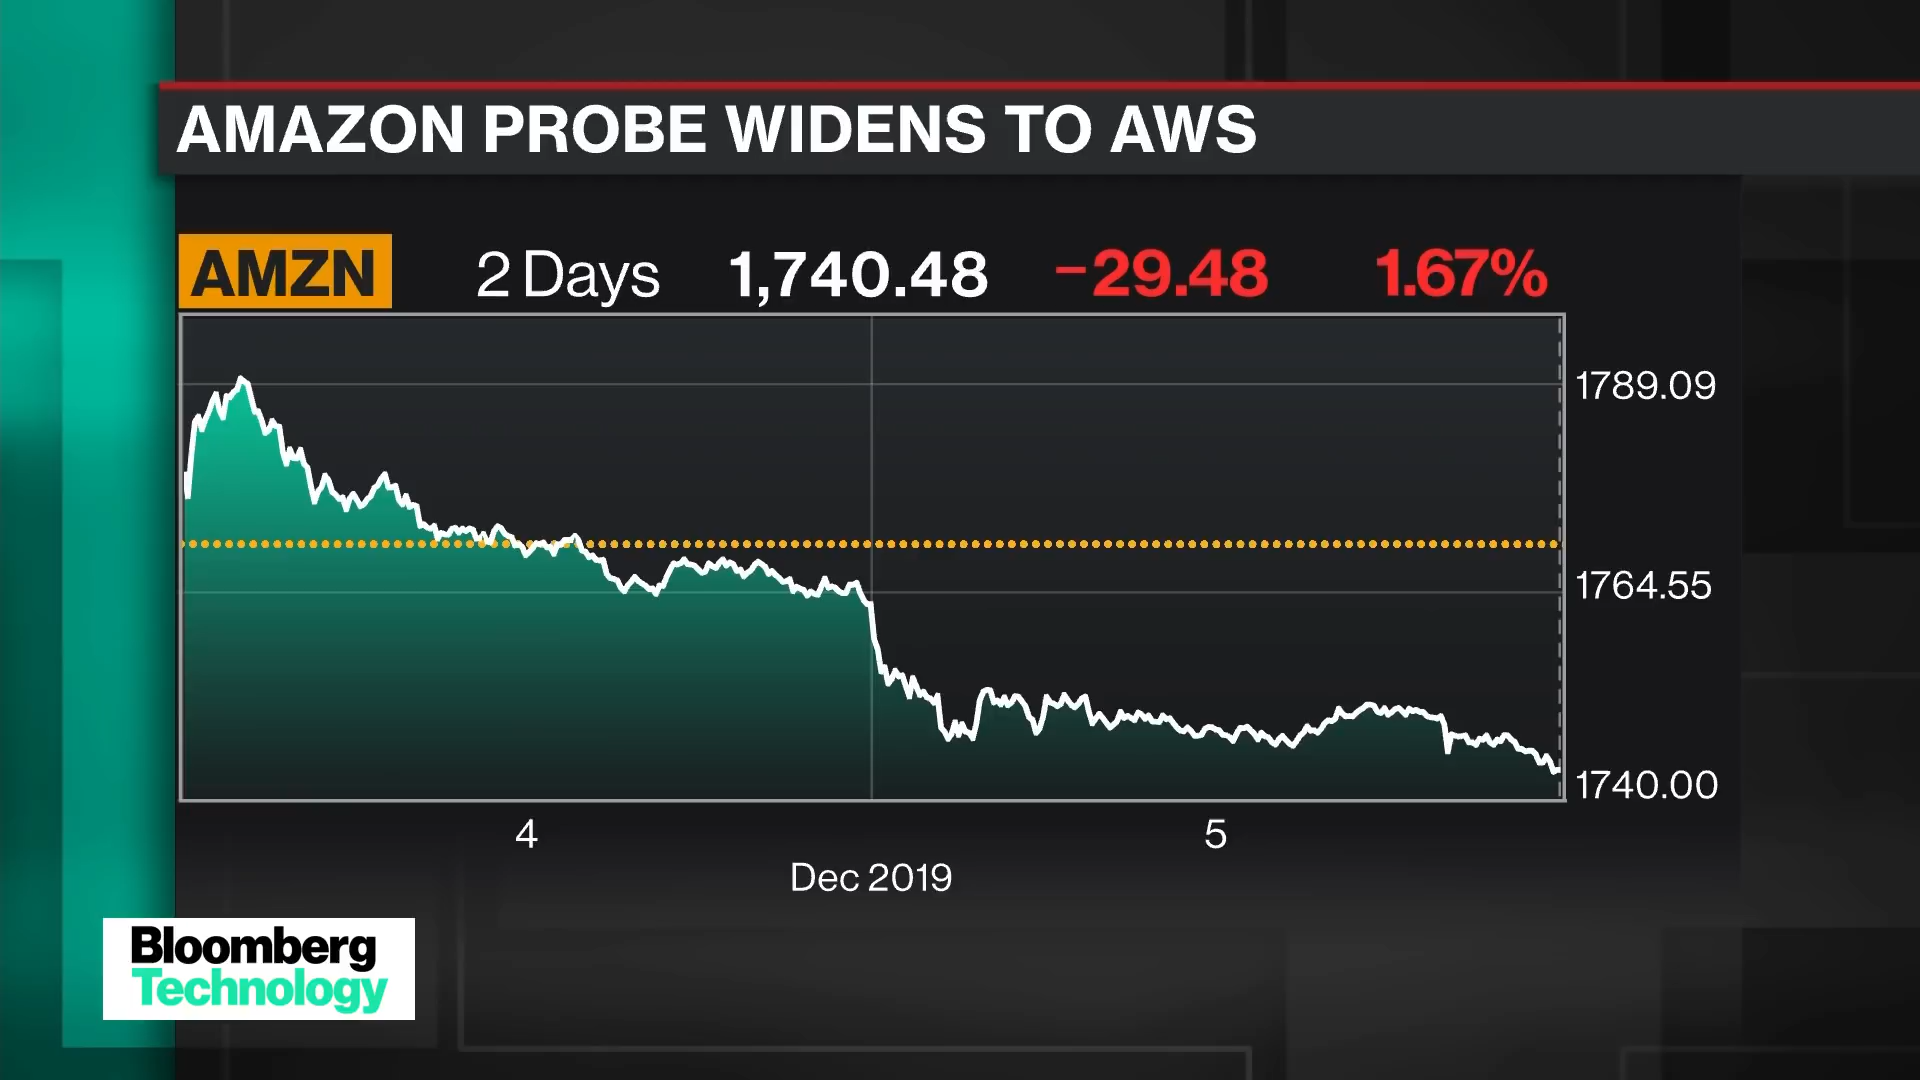 AMAZON PROBE WIDENS TO AWS
AMZN 2 Days 1,740.48 -29.48 1.67%
1789.09
1764.55
1740.00
4 5
Dec 2019
Bloomberg
Technology